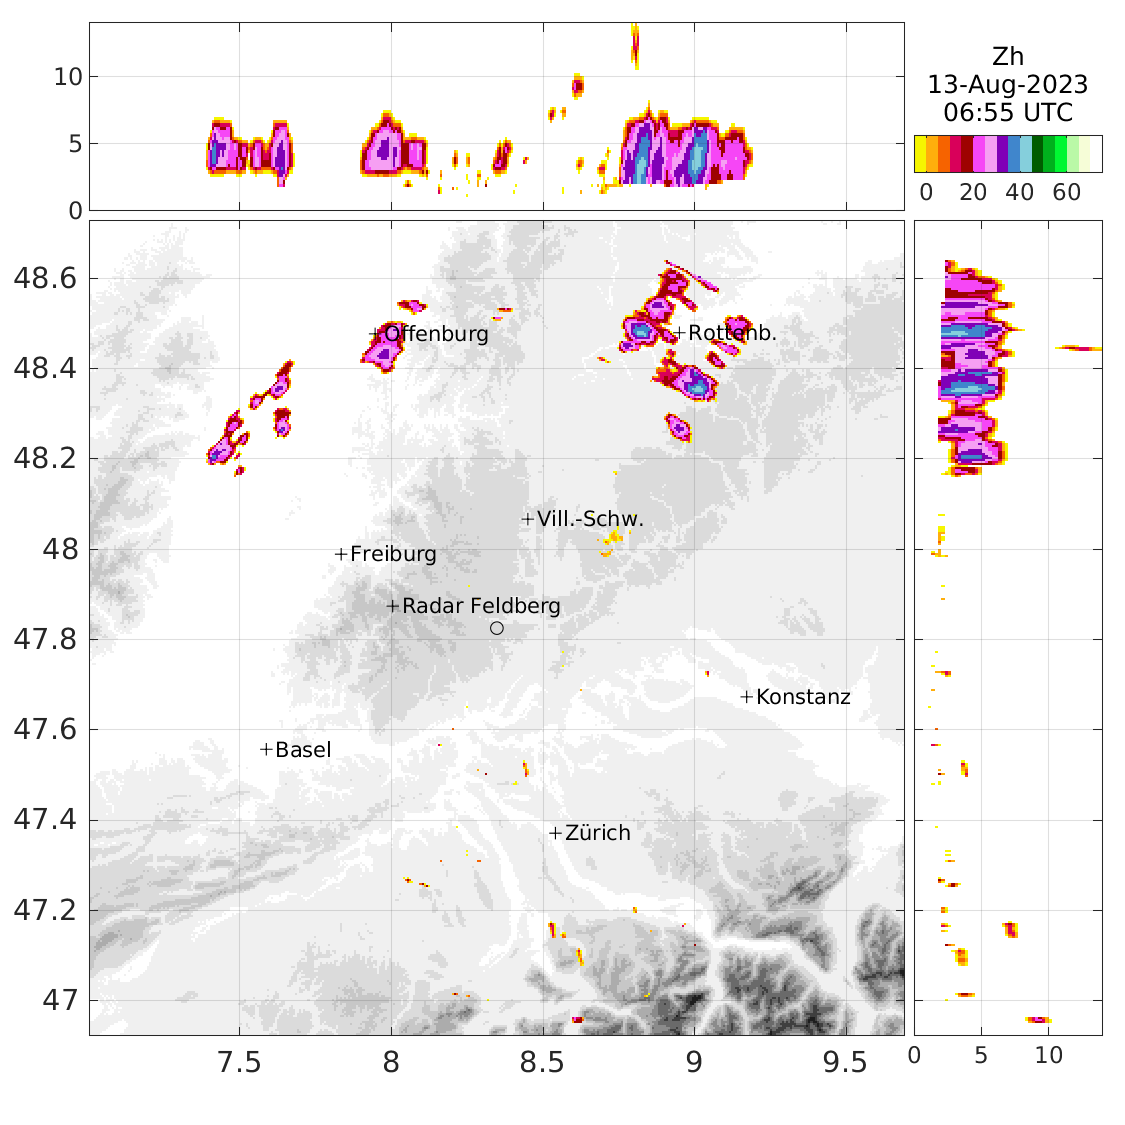 Zh
13-Aug-2023
06:55 UTC
10
5
0
0 20 40 60
48.6
48.4
48.2
48
47.8
47.6
47.4
47.2
47
Offenburg
Rottenb.
Vill.-Schw.
Freiburg
Radar Feldberg
Konstanz
Basel
Zürich
7.5 8 8.5 9 9.5
0 5 10